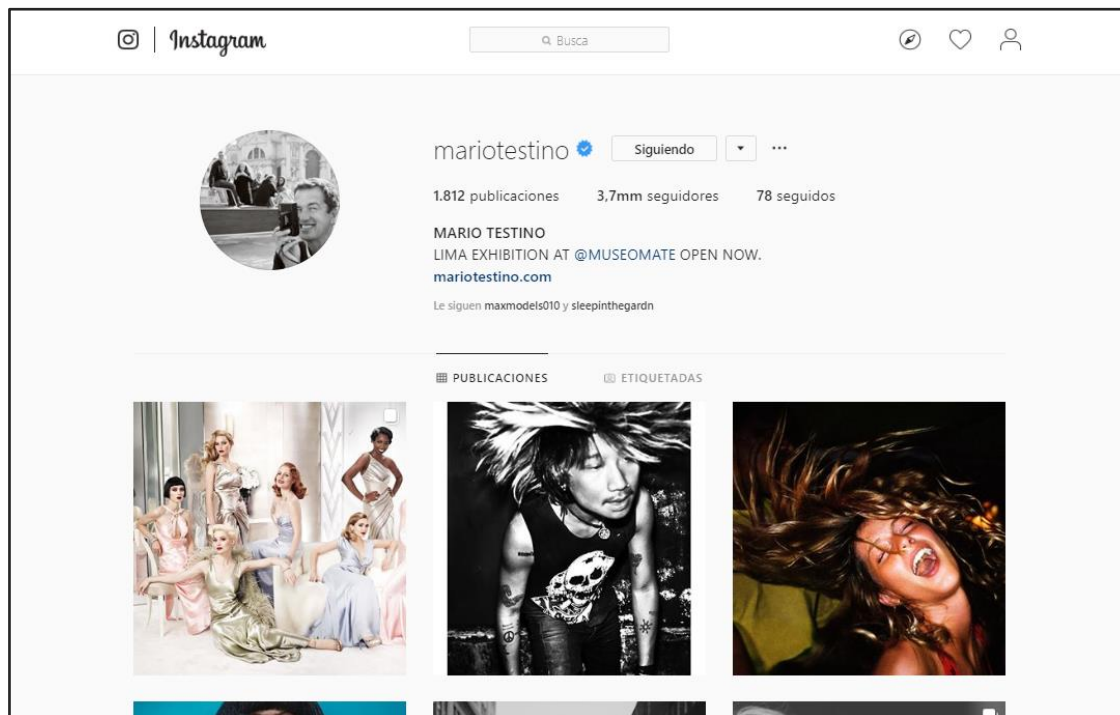 Instagram
Busca
mariotestino Siguiendo
1.812 publicaciones 3,7mm seguidores 78 seguidos
MARIO TESTINO
LIMA EXHIBITION AT @MUSEOMATE OPEN NOW.
mariotestino.com
Le siguen maxmodels010 y sleepinthegardn
PUBLICACIONES ETIQUETADAS